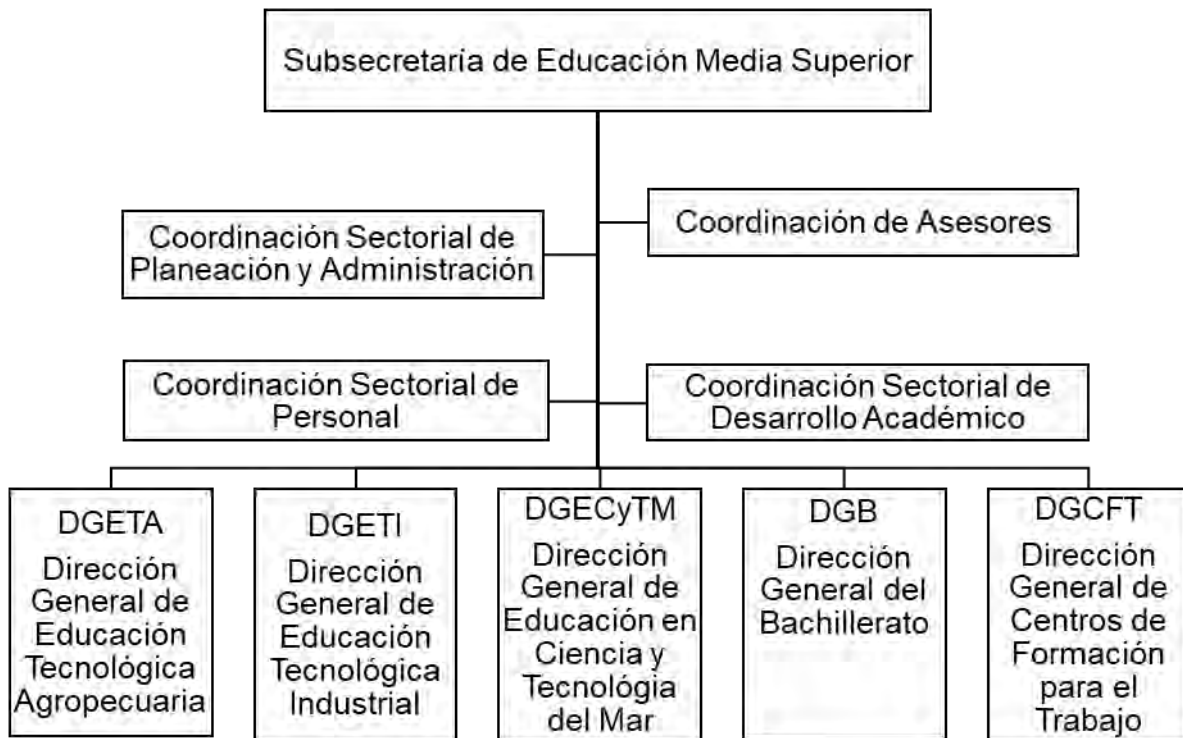 Subsecretaría de Educación Media Superior
Coordinación de Asesores
Coordinación Sectorial de
Planeación y Administración
Coordinación Sectorial de
Personal
Coordinación Sectorial de
Desarrollo Académico
DGETA
Dirección
General de
Educación
Tecnológica
Agropecuaria
DGETI
Dirección
General de
Educación
Tecnológica
Industrial
DGECyTM
Dirección
General de
Educación en
Ciencia y
Tecnológia
del Mar
DGB
Dirección
General del
Bachillerato
DGCFT
Dirección
General de
Centros de
Formación
para el
Trabajo